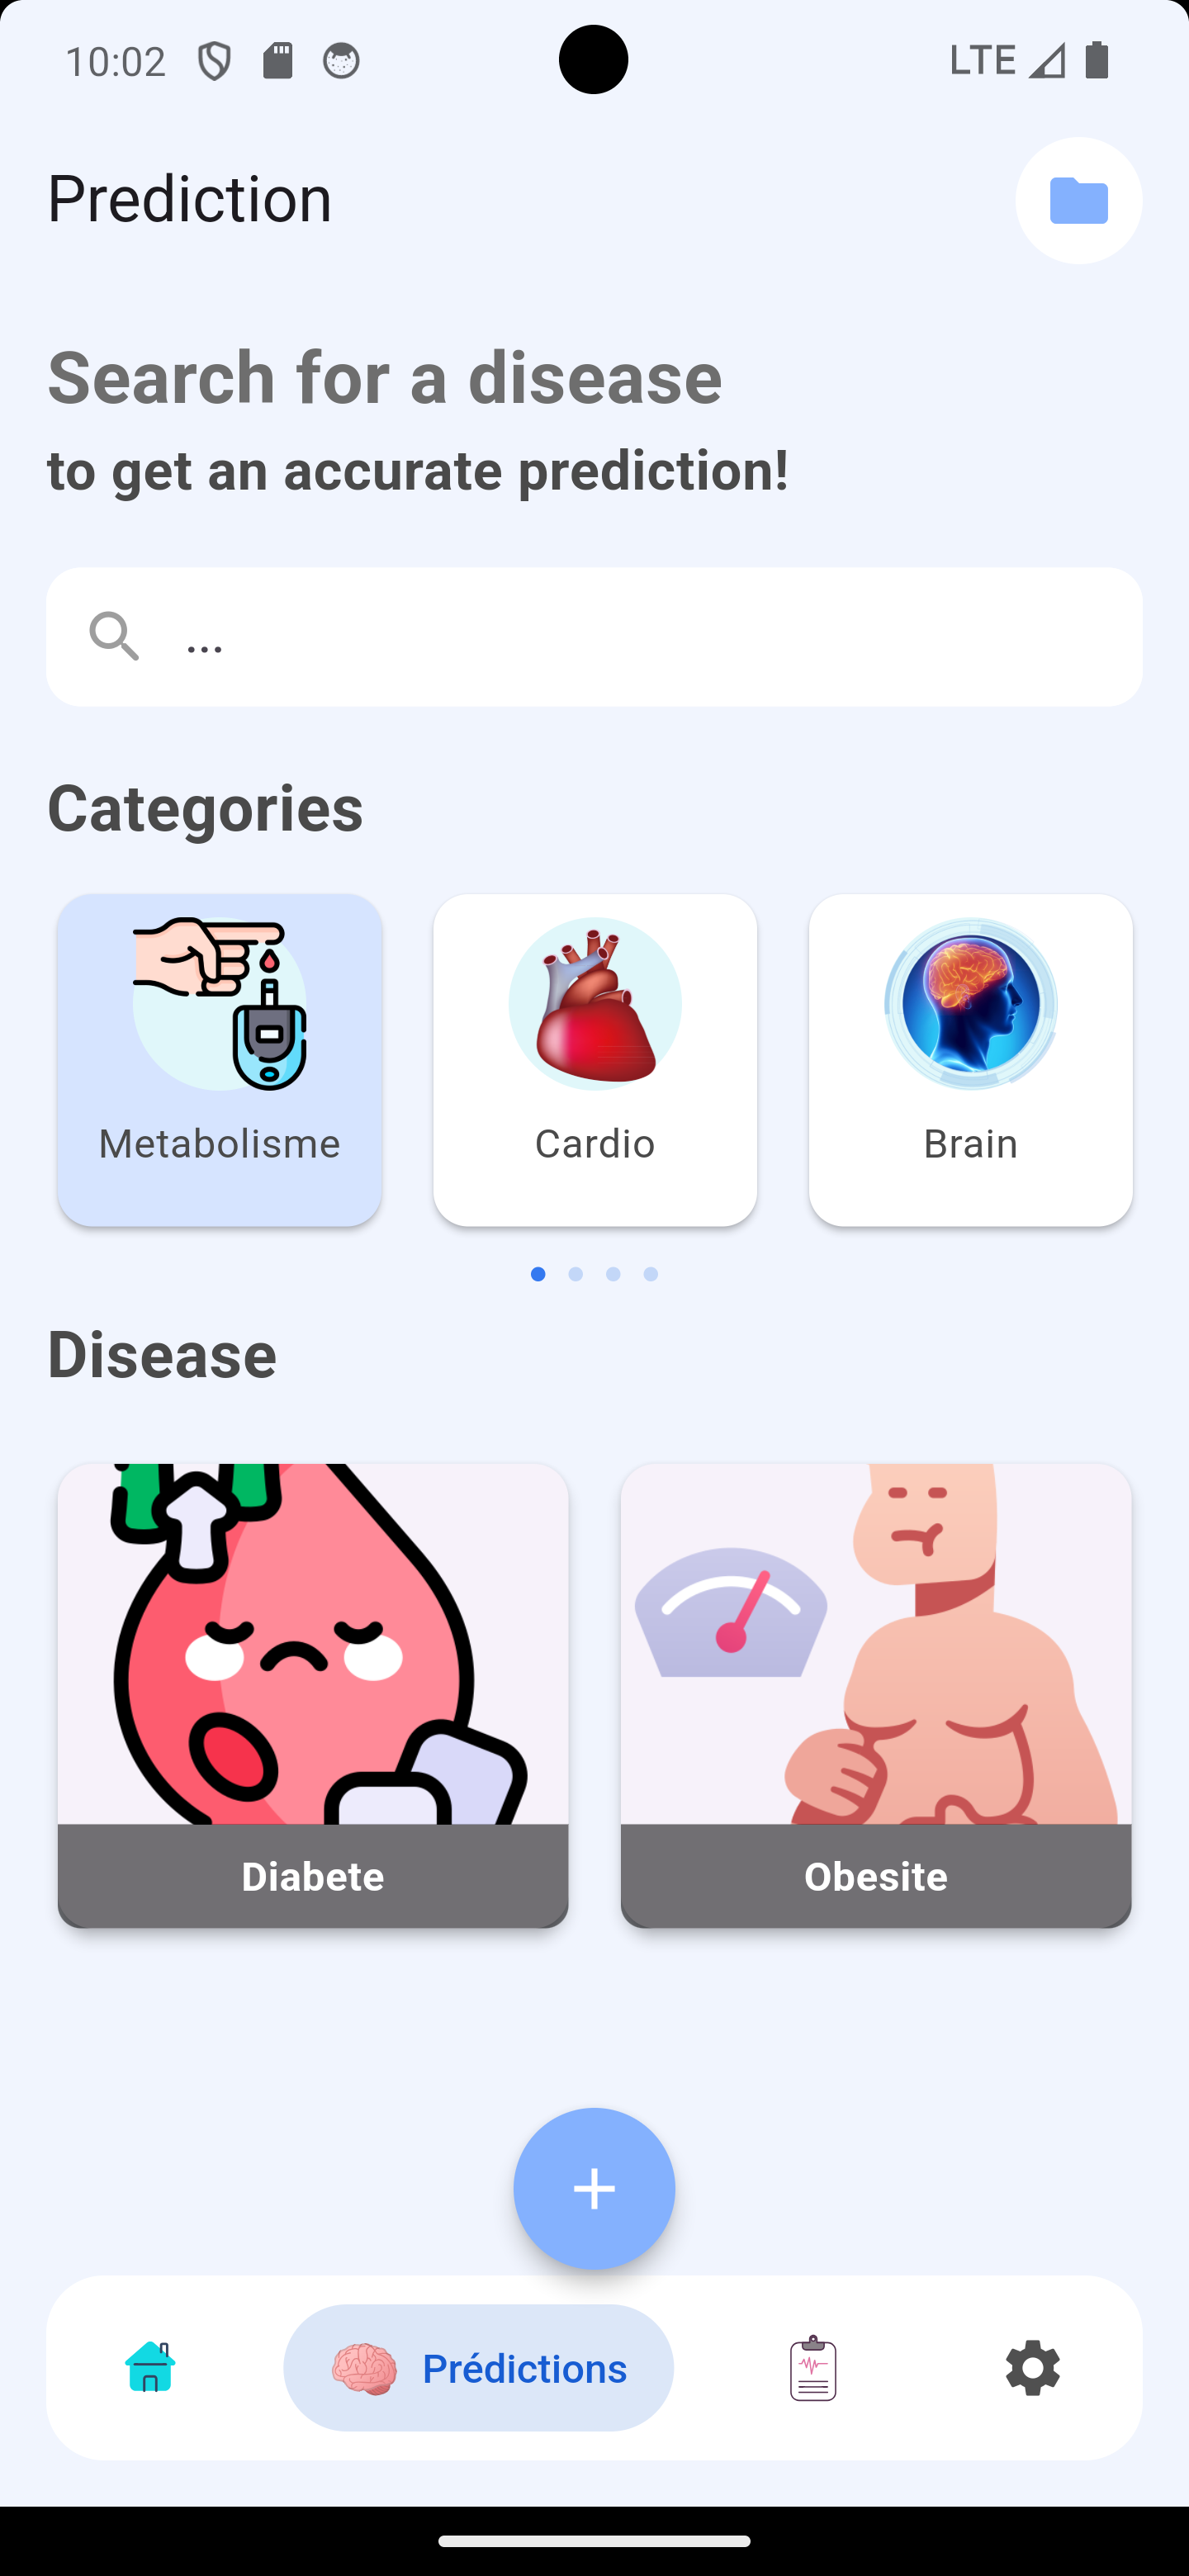 10:02 LTE
Prediction
Search for a disease
to get an accurate prediction!
...
Categories
Metabolisme Cardio Brain
Disease
Diabete Obesite
Prédictions